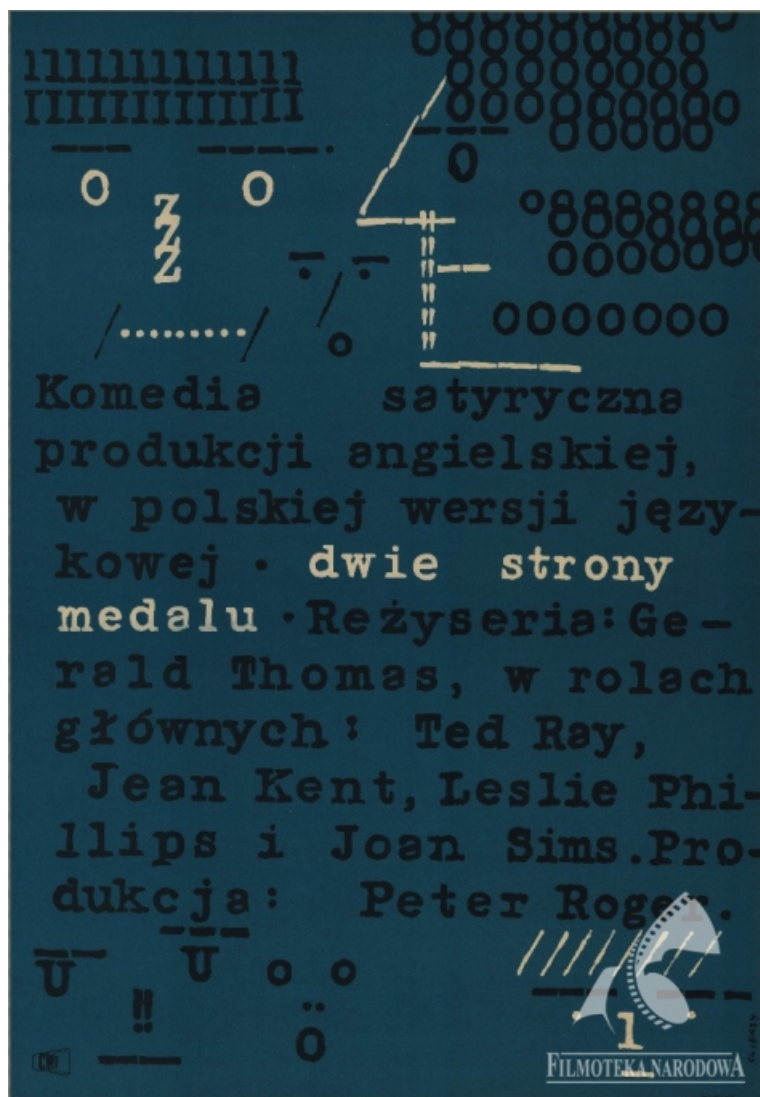 Komedia satyryczna
produkcji angielskiej,
w polskiej wersji języ-
kowej · dwie strony
medalu · Reżyseria: Ge-
rald Thomas, w rolach
głównych: Ted Ray,
Jean Kent, Leslie Phi-
llips i Joan Sims. Pro-
dukcja: Peter Roger.
FILMOTEKA NARODOWA